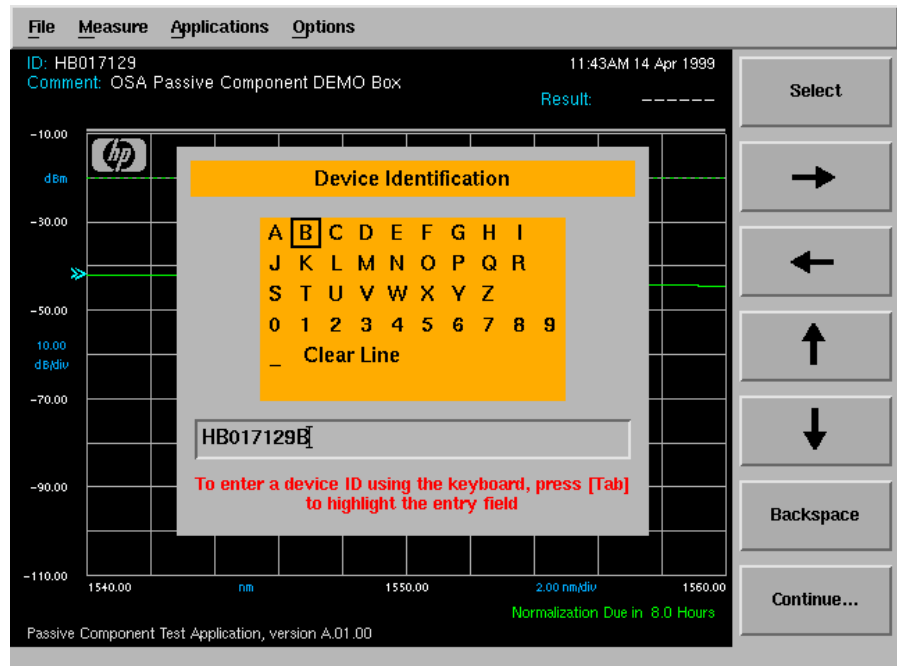 File Measure Applications Options
ID: HB017129
11:43AM 14 Apr 1999
Comment: OSA Passive Component DEMO Box
Result: ------
Select
-10.00
hp
dBm
Device Identification
-30.00
A B C D E F G H I
J K L M N O P Q R
S T U V W X Y Z
-50.00
0 1 2 3 4 5 6 7 8 9
10.00
dB/div
_ Clear Line
-70.00
HB017129B
-90.00
To enter a device ID using the keyboard, press [Tab]
to highlight the entry field
Backspace
-110.00
1540.00 nm 1550.00 2.00 nm/div 1560.00
Continue...
Normalization Due in 8.0 Hours
Passive Component Test Application, version A.01.00